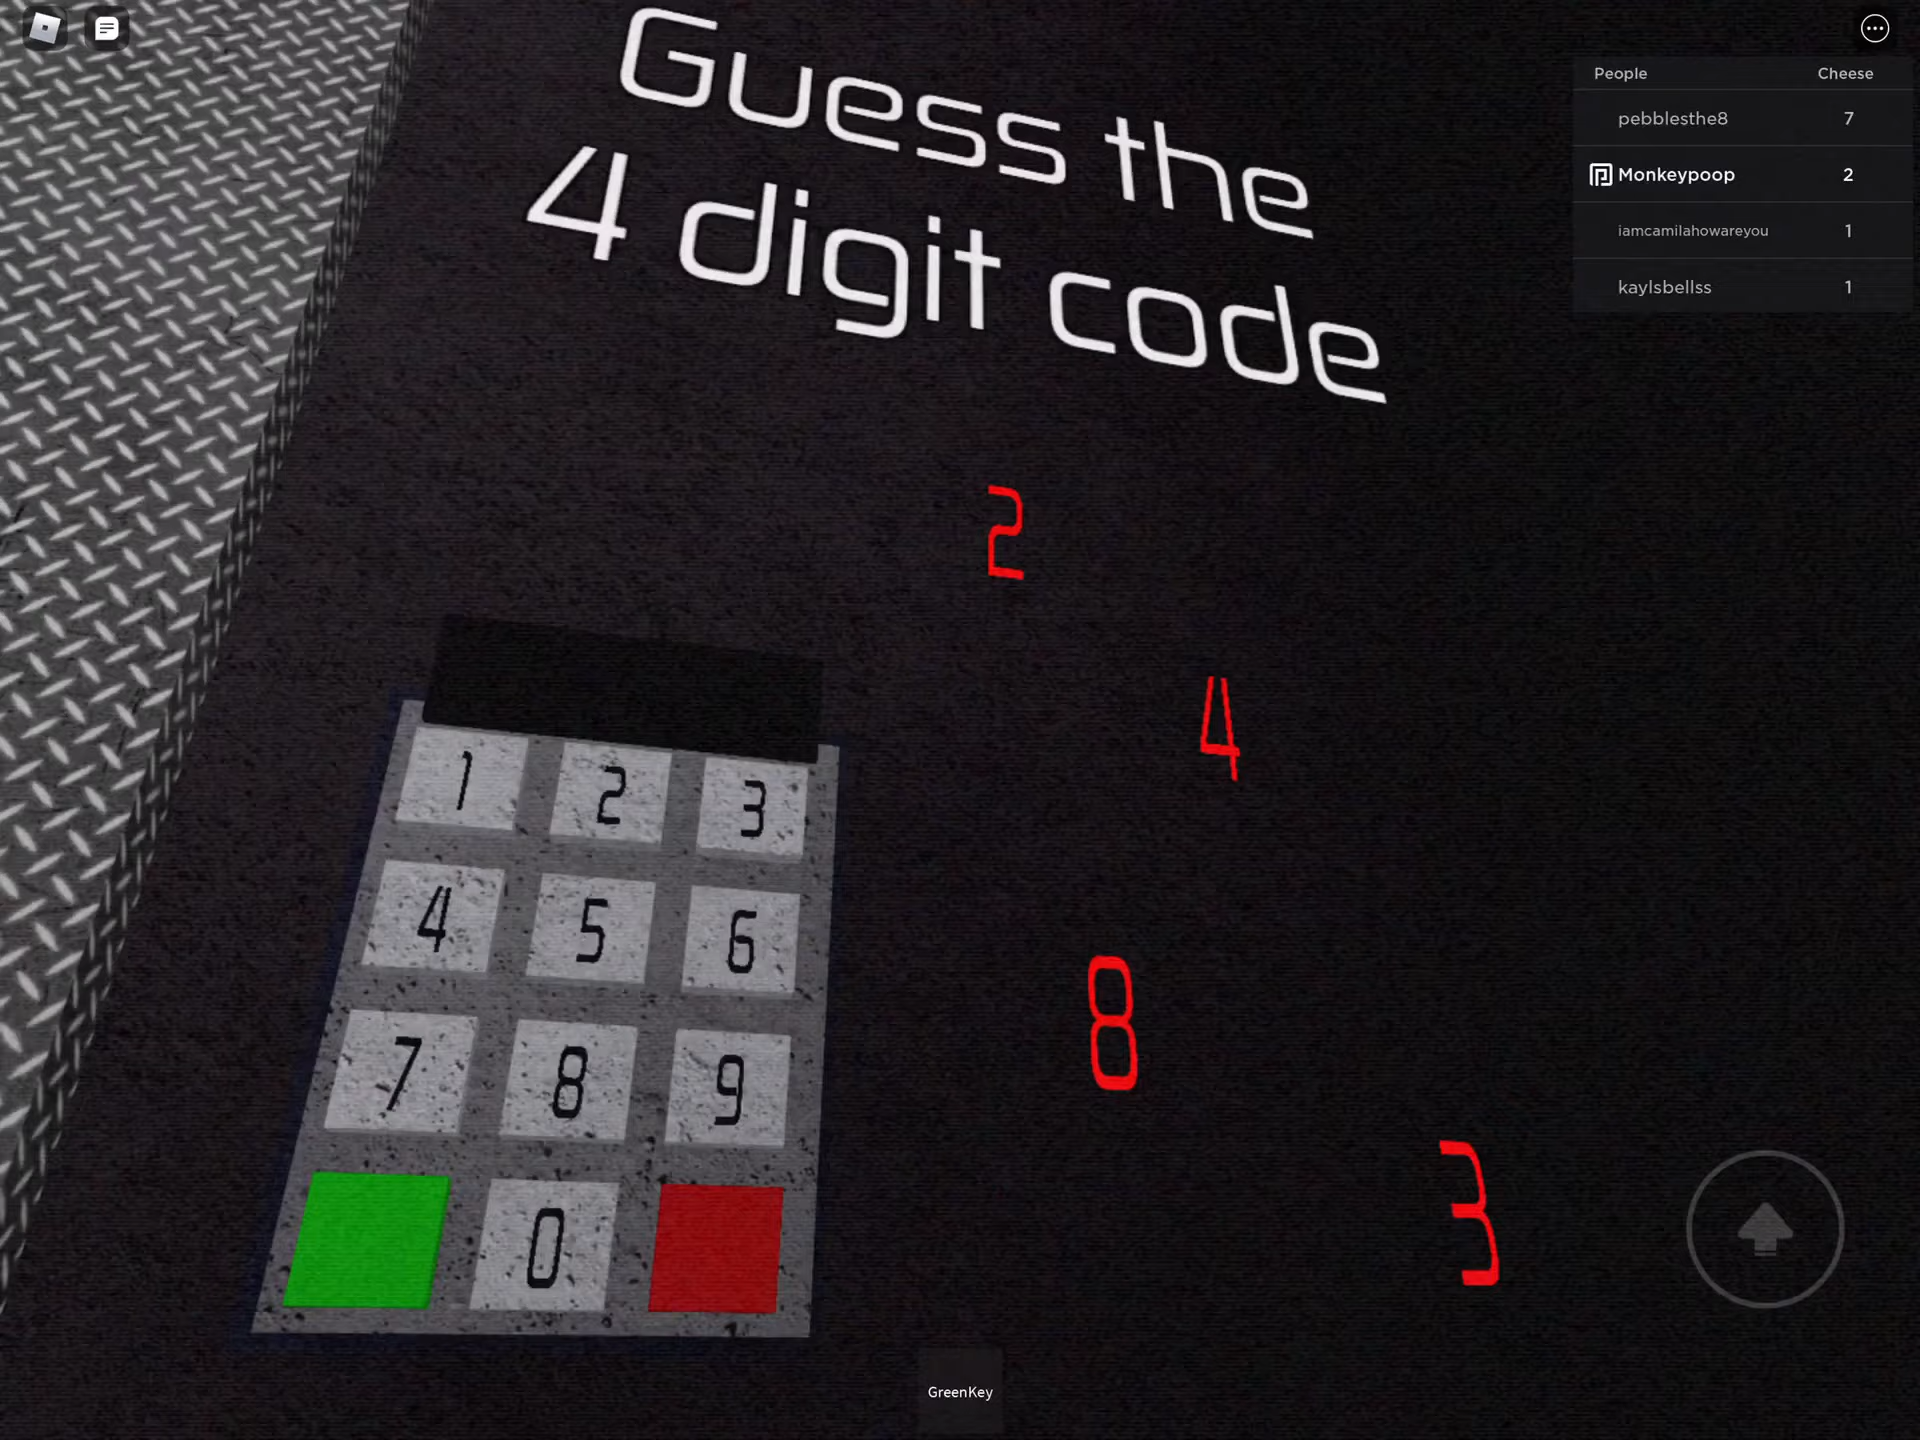 Guess the
4 digit code
People Cheese
pebblesthe8 7
Monkeypoop 2
iamcamilahowareyou 1
kaylsbellss 1
2
4
8
3
1 2 3
4 5 6
7 8 9
0
GreenKey